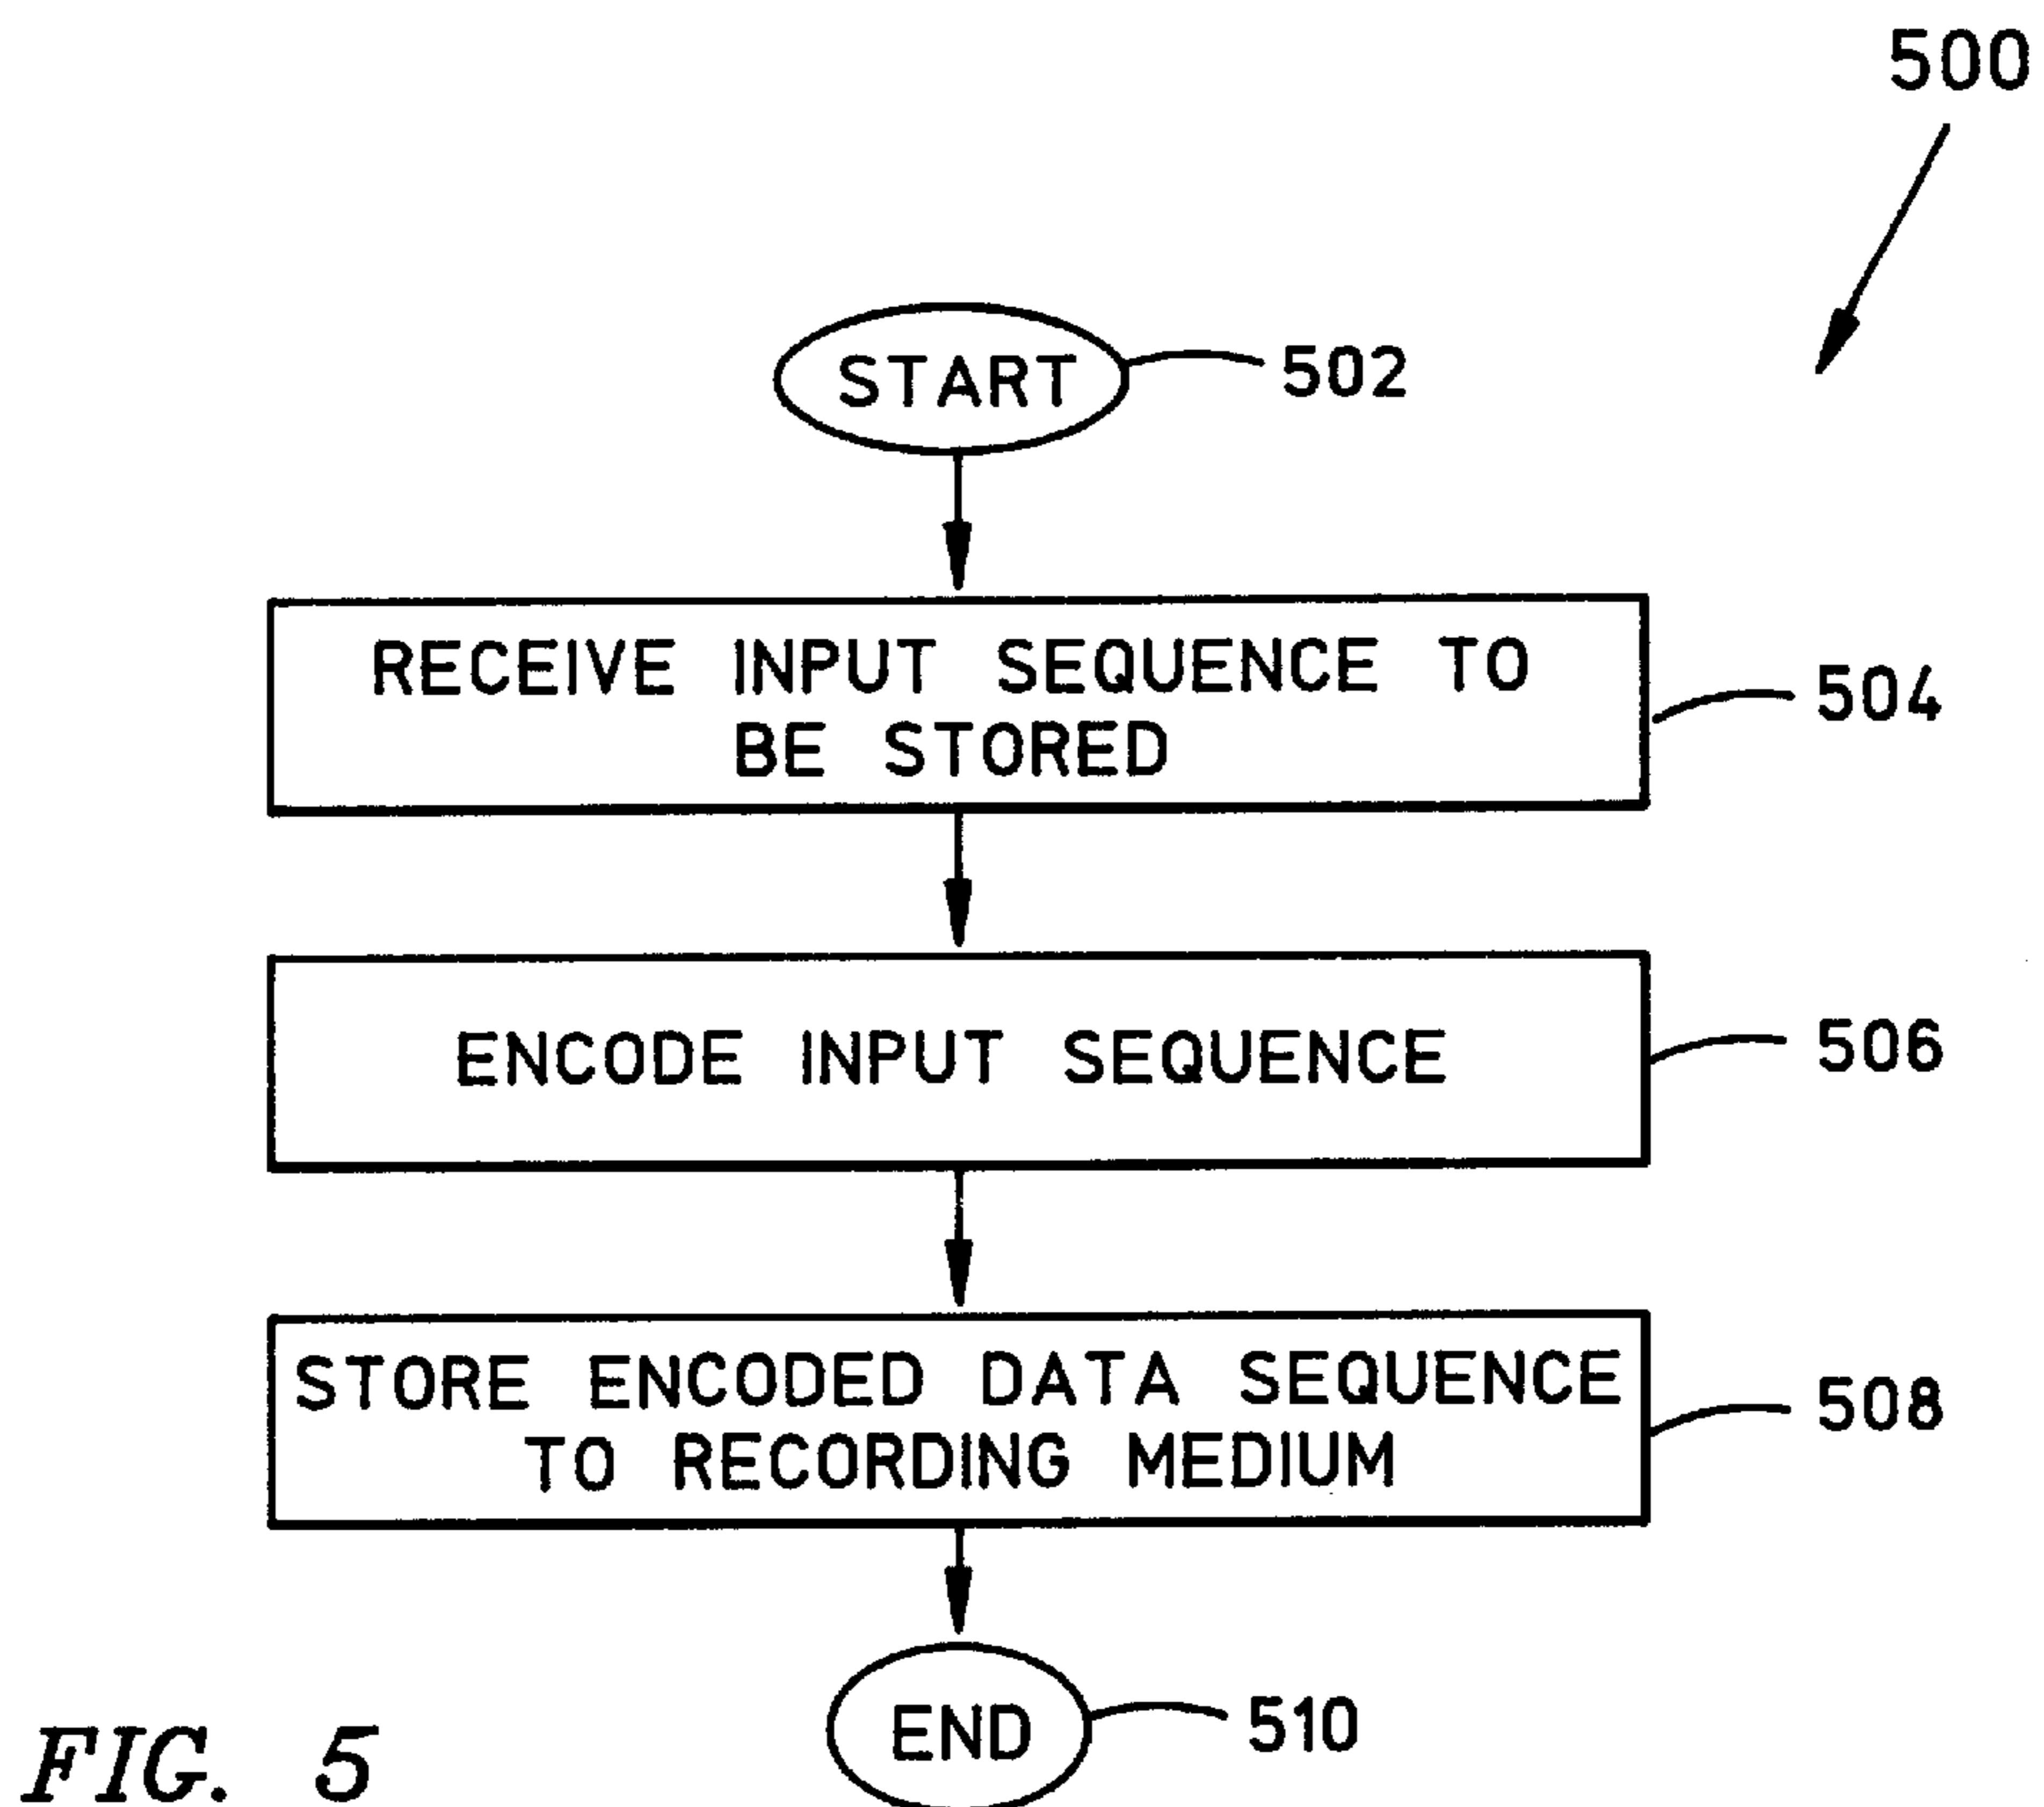 500
START
502
RECEIVE INPUT SEQUENCE TO
BE STORED
504
ENCODE INPUT SEQUENCE
506
STORE ENCODED DATA SEQUENCE
TO RECORDING MEDIUM
508
END
510
FIG. 5